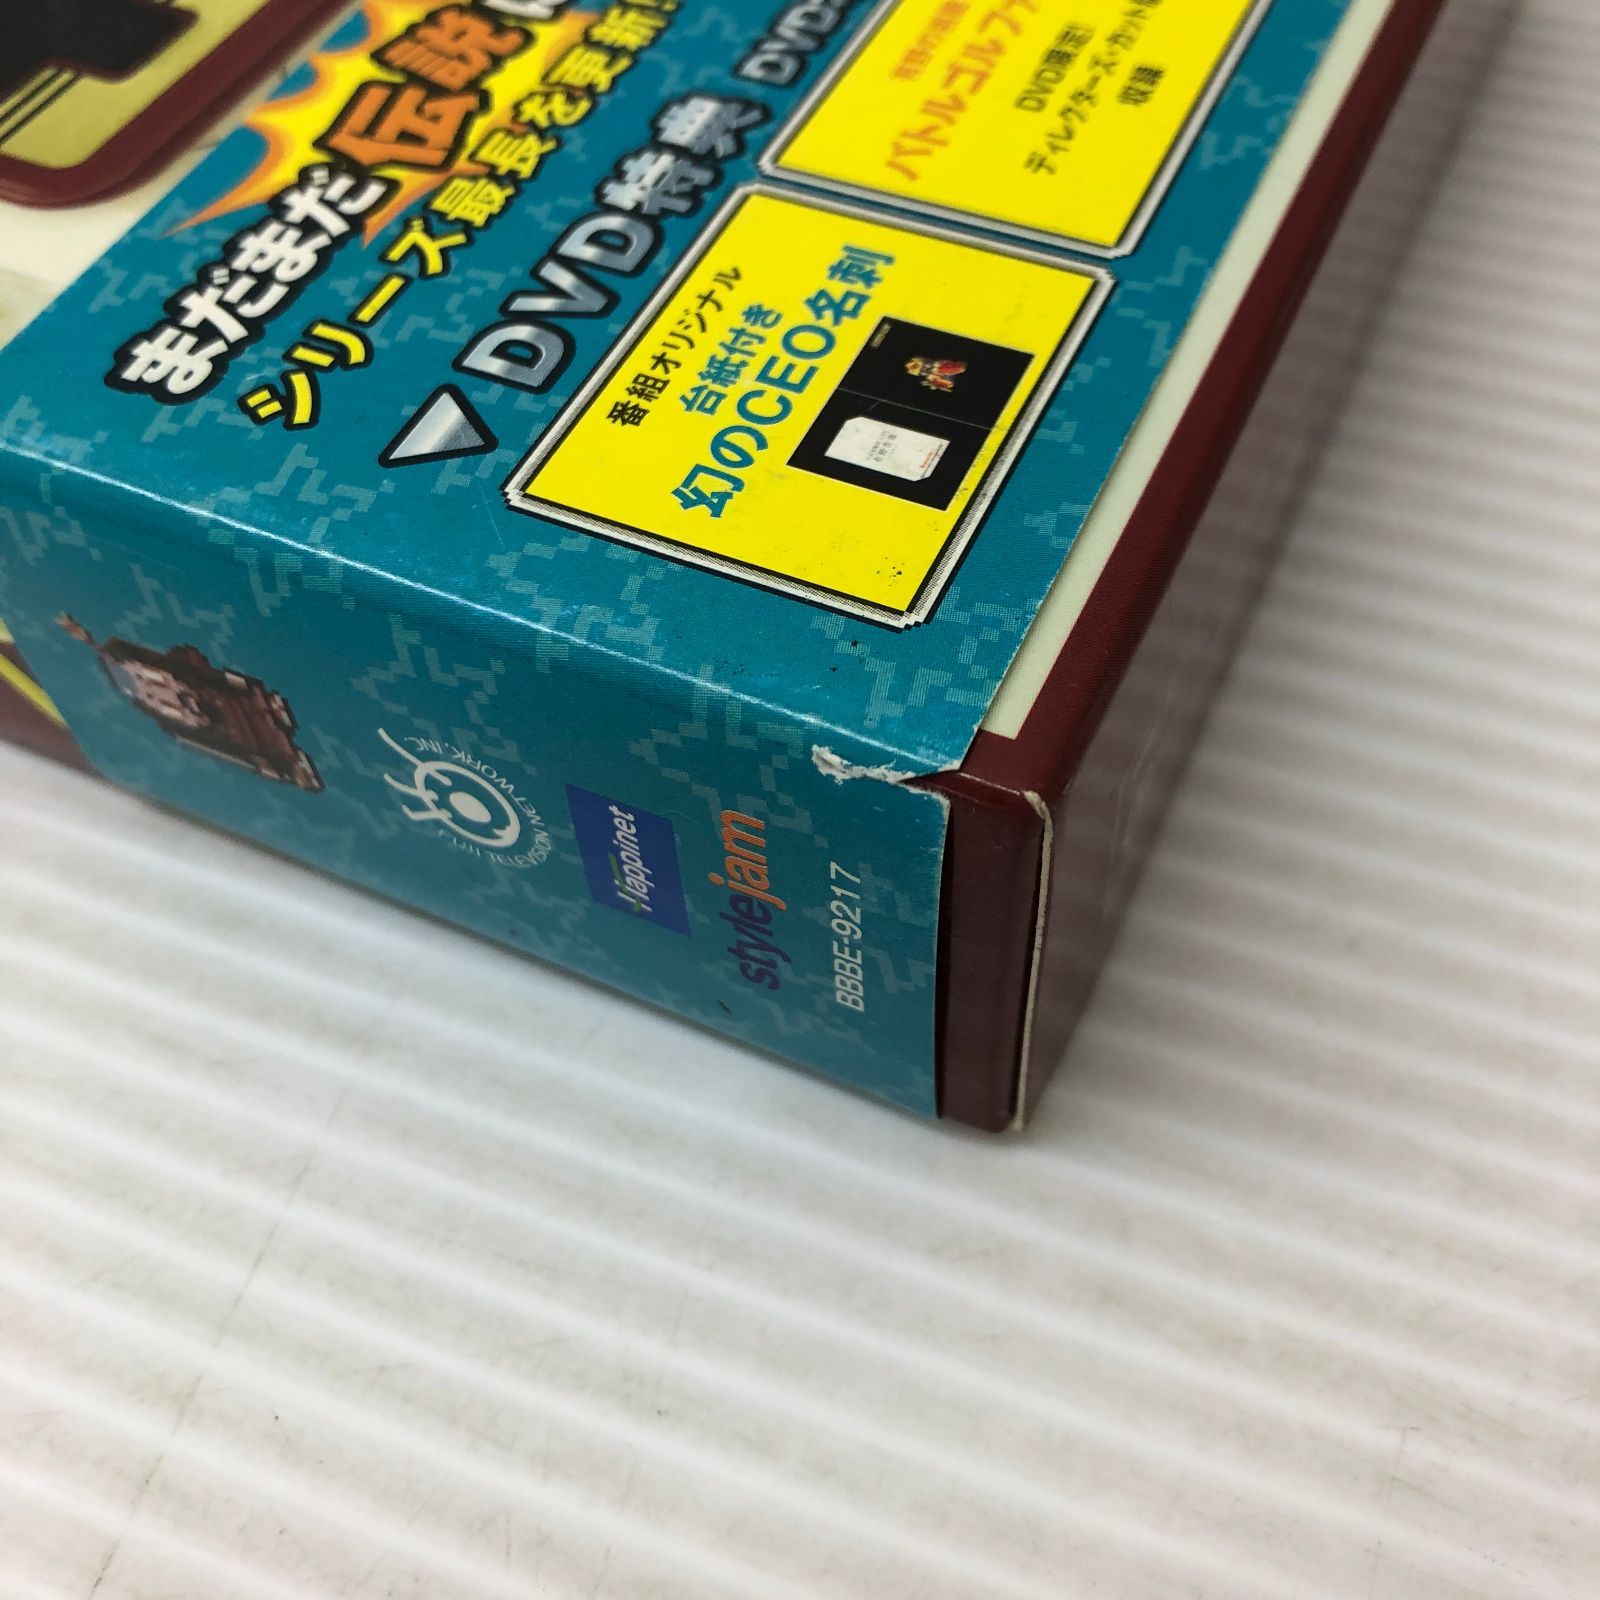 まだまだ伝説は
シリーズ最長を更新
▼DVD特典
バトルゴルファー
DVD限定!
ディレクターズ・カット
収録
番組オリジナル
台紙付き
幻のCEO名刺
FUJI TELEVISION NETWORK, INC.
Happinet
stylejam
BBBE-9217